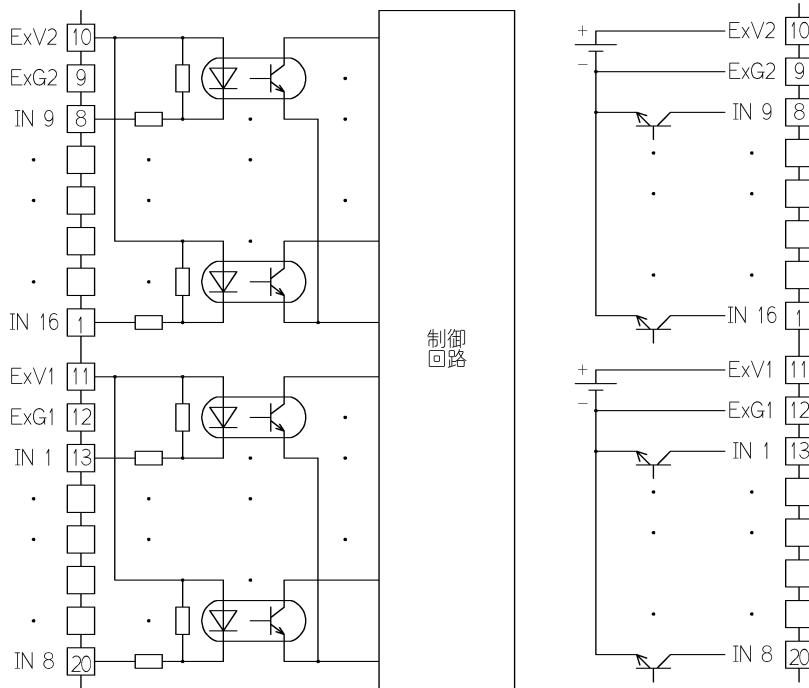 ExV2 10
ExG2 9
IN 9 8
IN 16 1
ExV1 11
ExG1 12
IN 1 13
IN 8 20
制御
回路
+ ExV2 10
− ExG2 9
IN 9 8
IN 16 1
+ ExV1 11
− ExG1 12
IN 1 13
IN 8 20